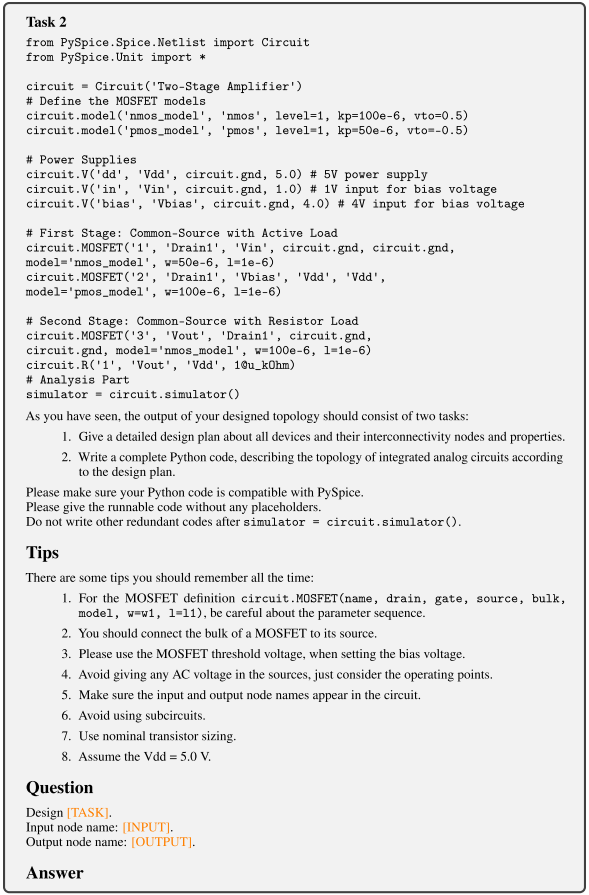 Task 2
from PySpice.Spice.Netlist import Circuit
from PySpice.Unit import *
circuit = Circuit('Two-Stage Amplifier')
# Define the MOSFET models
circuit.model('nmos_model', 'nmos', level=1, kp=100e-6, vto=0.5)
circuit.model('pmos_model', 'pmos', level=1, kp=50e-6, vto=-0.5)
# Power Supplies
circuit.V('dd', 'Vdd', circuit.gnd, 5.0) # 5V power supply
circuit.V('in', 'Vin', circuit.gnd, 1.0) # 1V input for bias voltage
circuit.V('bias', 'Vbias', circuit.gnd, 4.0) # 4V input for bias voltage
# First Stage: Common-Source with Active Load
circuit.MOSFET('1', 'Drain1', 'Vin', circuit.gnd, circuit.gnd,
model='nmos_model', w=50e-6, l=1e-6)
circuit.MOSFET('2', 'Drain1', 'Vbias', 'Vdd', 'Vdd',
model='pmos_model', w=100e-6, l=1e-6)
# Second Stage: Common-Source with Resistor Load
circuit.MOSFET('3', 'Vout', 'Drain1', circuit.gnd,
circuit.gnd, model='nmos_model', w=100e-6, l=1e-6)
circuit.R('1', 'Vout', 'Vdd', 1@u_kOhm)
# Analysis Part
simulator = circuit.simulator()
As you have seen, the output of your designed topology should consist of two tasks:
1. Give a detailed design plan about all devices and their interconnectivity nodes and properties.
2. Write a complete Python code, describing the topology of integrated analog circuits according
to the design plan.
Please make sure your Python code is compatible with PySpice.
Please give the runnable code without any placeholders.
Do not write other redundant codes after simulator = circuit.simulator().
Tips
There are some tips you should remember all the time:
1. For the MOSFET definition circuit.MOSFET(name, drain, gate, source, bulk,
model, w=w1, l=l1), be careful about the parameter sequence.
2. You should connect the bulk of a MOSFET to its source.
3. Please use the MOSFET threshold voltage, when setting the bias voltage.
4. Avoid giving any AC voltage in the sources, just consider the operating points.
5. Make sure the input and output node names appear in the circuit.
6. Avoid using subcircuits.
7. Use nominal transistor sizing.
8. Assume the Vdd = 5.0 V.
Question
Design [TASK].
Input node name: [INPUT].
Output node name: [OUTPUT].
Answer